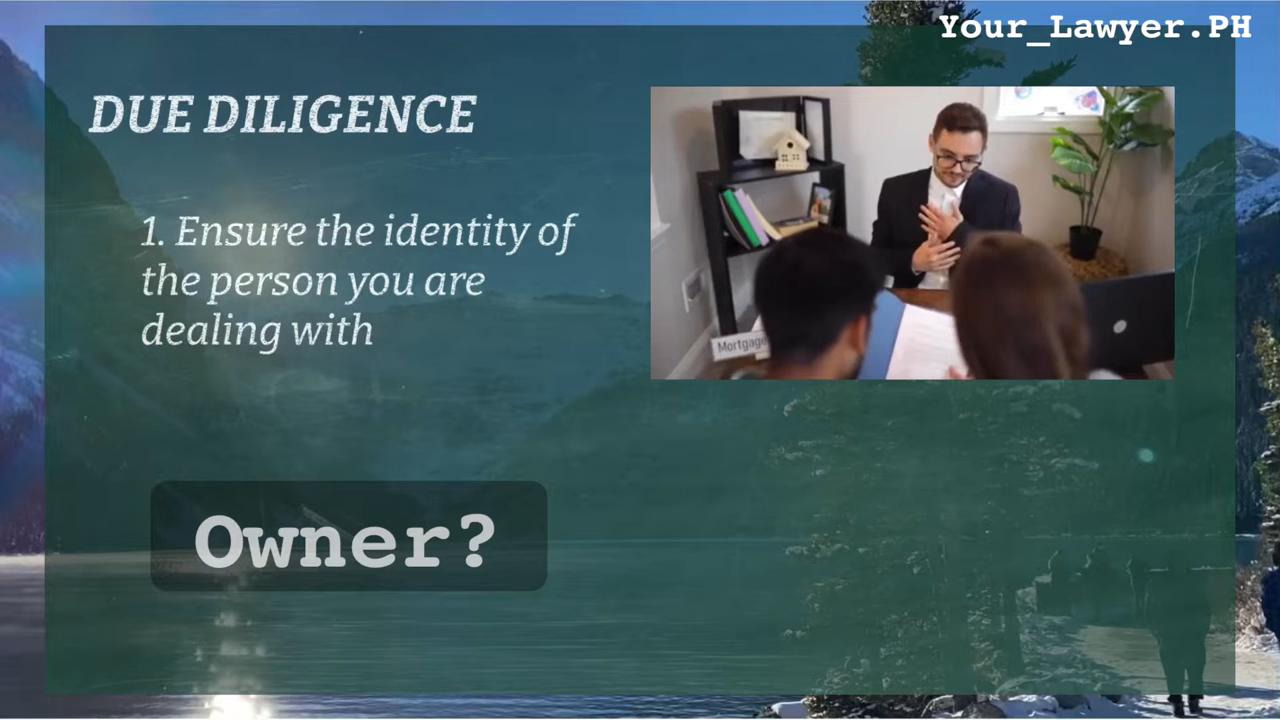 Your_Lawyer.PH
DUE DILIGENCE
1. Ensure the identity of
the person you are
dealing with
Mortgage
Owner?